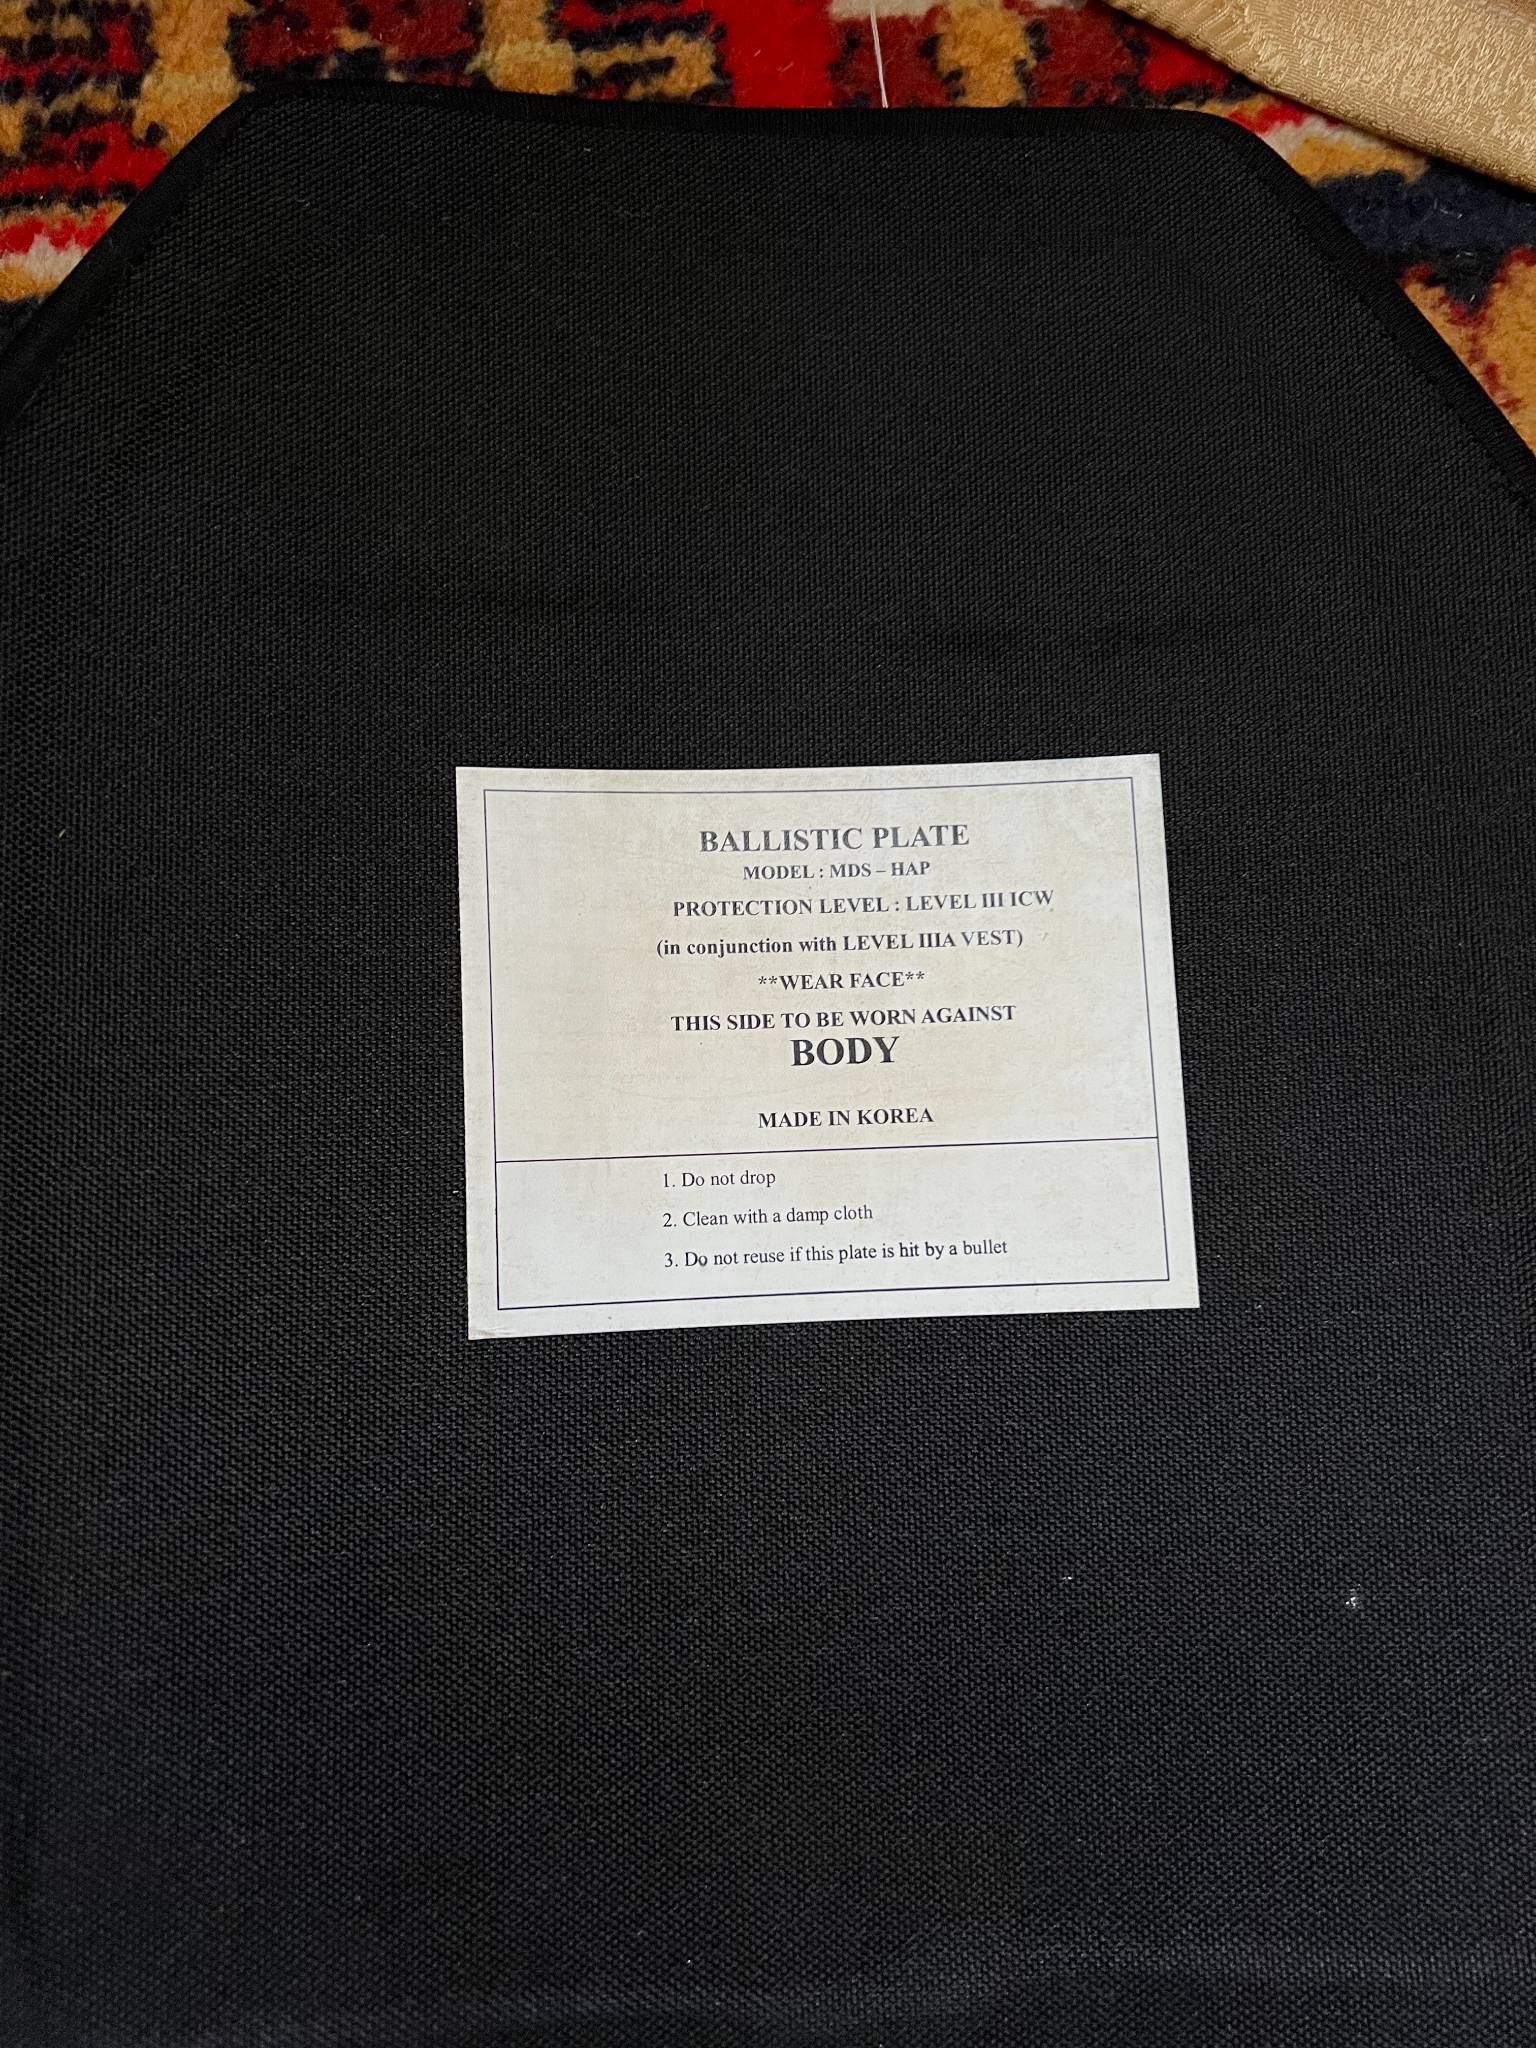 BALLISTIC PLATE
MODEL : MDS – HAP
PROTECTION LEVEL : LEVEL III ICW
(in conjunction with LEVEL IIIA VEST)
**WEAR FACE**
THIS SIDE TO BE WORN AGAINST
BODY
MADE IN KOREA
1. Do not drop
2. Clean with a damp cloth
3. Do not reuse if this plate is hit by a bullet